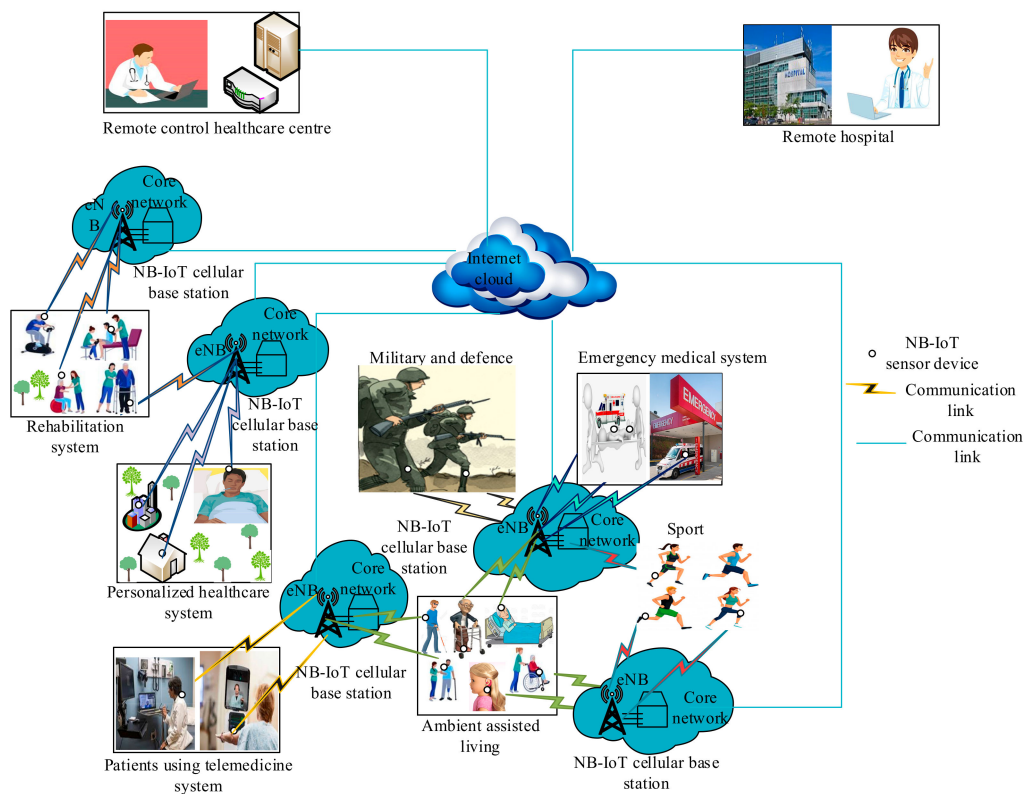 Remote control healthcare centre
HOSPITAL
Remote hospital
Core
network
eN
B
NB-IoT cellular
base station
Internet
cloud
Core
network
eNB
NB-IoT
cellular base
station
Rehabilitation
system
Military and defence
Emergency medical system
EMERGENCY
EMERGENCY
NB-IoT
sensor device
Communication
link
Communication
link
Personalized healthcare
system
NB-IoT
cellular base
station
eNB
Core
network
Sport
Core
network
eNB
NB-IoT cellular
base station
Ambient assisted
living
eNB
Core
network
NB-IoT cellular base
station
Patients using telemedicine
system